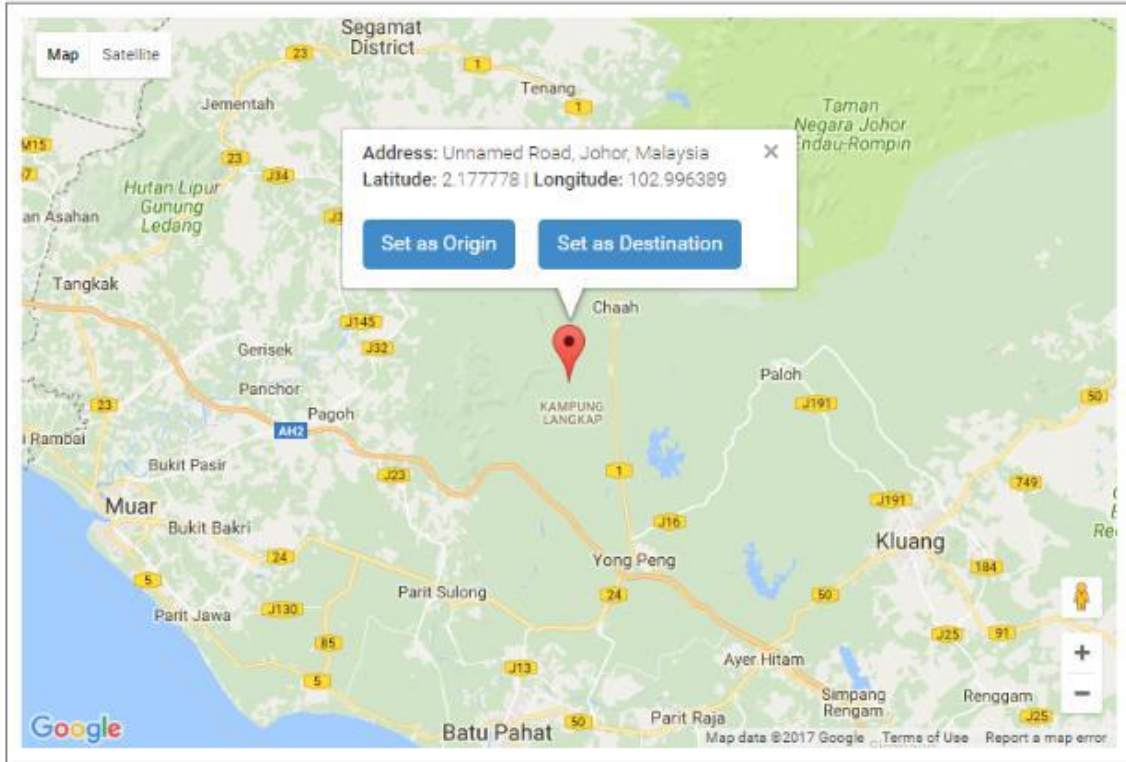 Map Satellite
Segamat
District
23
1
Tenang
Jementah
1
Taman
Negara Johor
Endau-Rompin
M15
23
7
J34
Hutan Lipur
Gunung
Ledang
an Asahan
Address: Unnamed Road, Johor, Malaysia
Latitude: 2.177778 | Longitude: 102.996389
Set as Origin
Set as Destination
Tangkak
Chaah
J145
Gerisek
J32
Paloh
Panchor
23
Pagoh
KAMPUNG
LANGKAP
J191
50
AH2
i Rambai
Bukit Pasir
J23
1
749
Muar
J191
Bukit Bakri
J16
Kluang
24
Yong Peng
184
5
Parit Sulong
24
50
Parit Jawa
J130
85
J25
91
Ayer Hitam
J13
5
Simpang
Rengam
Renggam
J25
Google
Batu Pahat
50
Parit Raja
Map data ©2017 Google
Terms of Use
Report a map error